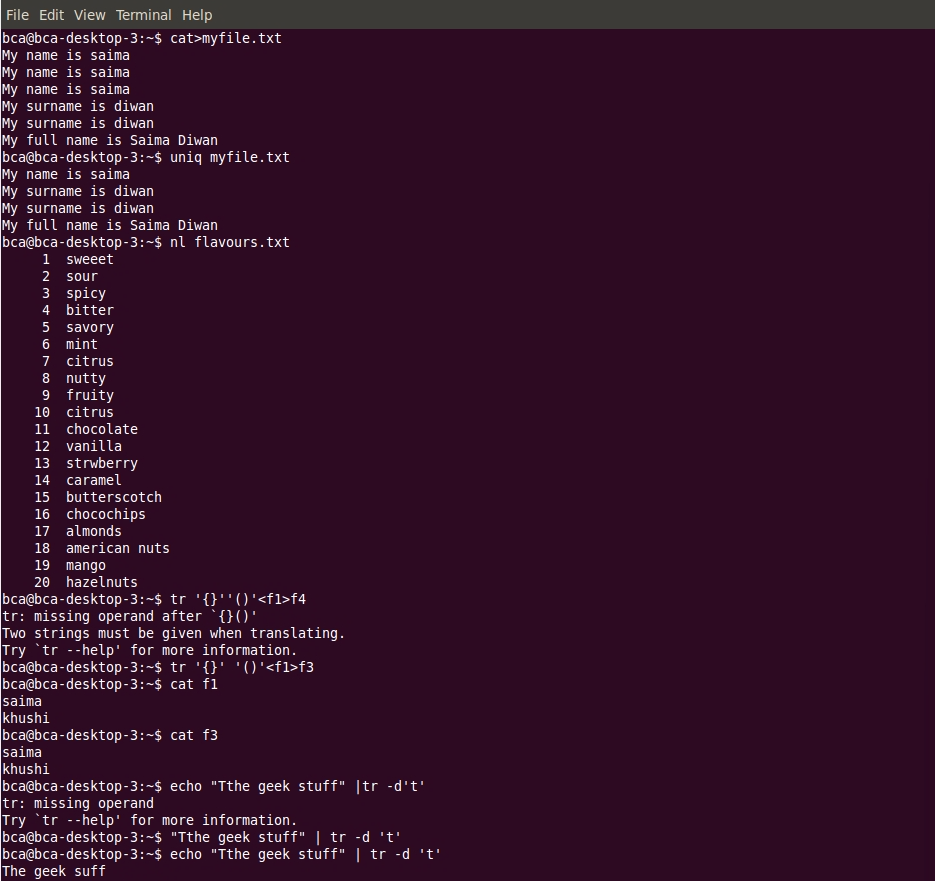 File Edit View Terminal Help
bca@bca-desktop-3:~$ cat>myfile.txt
My name is saima
My name is saima
My name is saima
My surname is diwan
My surname is diwan
My full name is Saima Diwan
bca@bca-desktop-3:~$ uniq myfile.txt
My name is saima
My surname is diwan
My surname is diwan
My full name is Saima Diwan
bca@bca-desktop-3:~$ nl flavours.txt
     1  sweeet
     2  sour
     3  spicy
     4  bitter
     5  savory
     6  mint
     7  citrus
     8  nutty
     9  fruity
    10  citrus
    11  chocolate
    12  vanilla
    13  strwberry
    14  caramel
    15  butterscotch
    16  chocochips
    17  almonds
    18  american nuts
    19  mango
    20  hazelnuts
bca@bca-desktop-3:~$ tr '{}''()'<f1>f4
tr: missing operand after `{}()'
Two strings must be given when translating.
Try `tr --help' for more information.
bca@bca-desktop-3:~$ tr '{}' '()'<f1>f3
bca@bca-desktop-3:~$ cat f1
saima
khushi
bca@bca-desktop-3:~$ cat f3
saima
khushi
bca@bca-desktop-3:~$ echo "Tthe geek stuff" |tr -d't'
tr: missing operand
Try `tr --help' for more information.
bca@bca-desktop-3:~$ "Tthe geek stuff" | tr -d 't'
bca@bca-desktop-3:~$ echo "Tthe geek stuff" | tr -d 't'
The geek suff